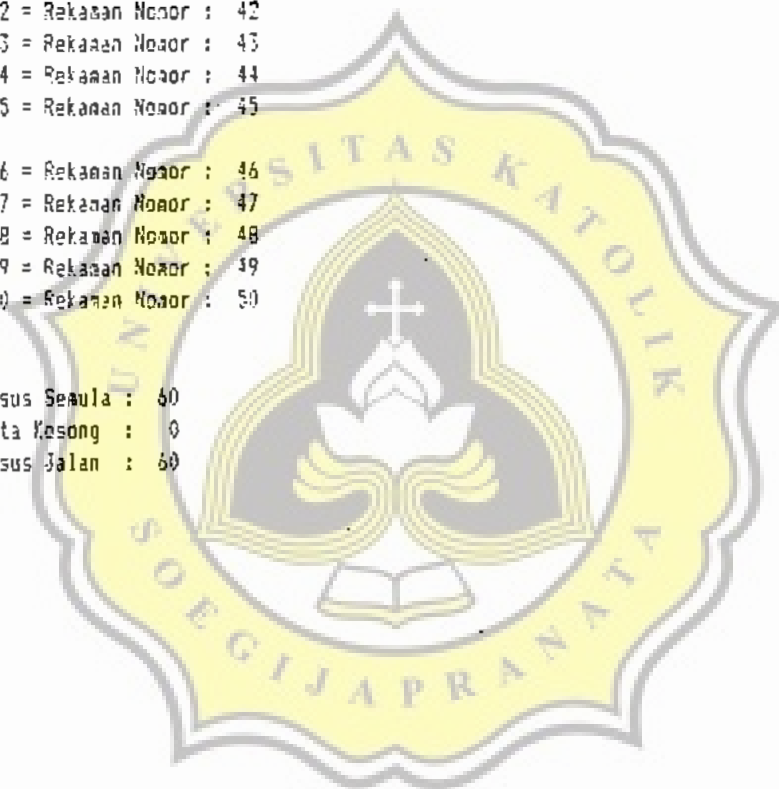 2 = Rekaman Nomor : 42
3 = Rekaman Nomor : 43
4 = Rekaman Nomor : 44
5 = Rekaman Nomor : 45
6 = Rekaman Nomor : 46
7 = Rekaman Nomor : 47
8 = Rekaman Nomor : 48
9 = Rekaman Nomor : 49
0 = Rekaman Nomor : 50
sus Semula : 60
ta Kosong : 0
sus Jalan : 60
UNIVERSITAS KATOLIK
SOEGIJAPRANATA